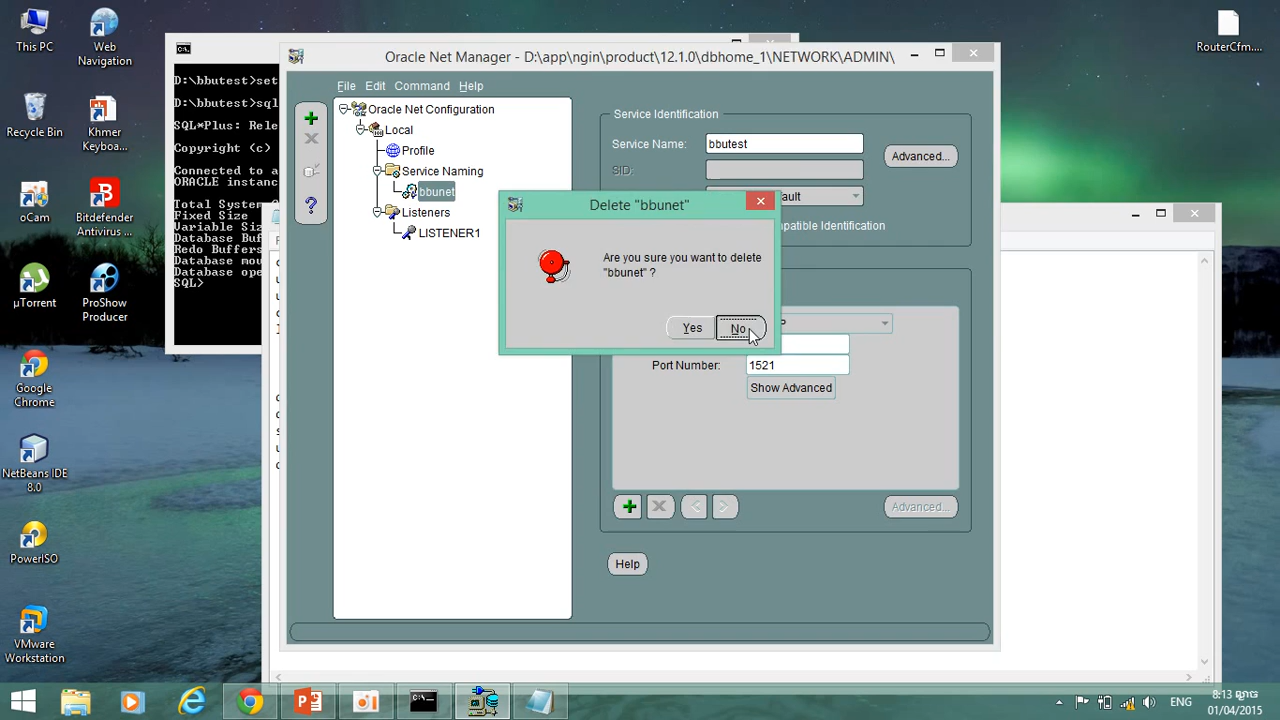 This PC
Web
Navigation
Recycle Bin
Khmer
Keyboa...
oCam
Bitdefender
Antivirus ...
µTorrent
ProShow
Producer
Google
Chrome
NetBeans IDE
8.0
PowerISO
VMware
Workstation
RouterCfm....
D:\bbutest>set
D:\bbutest>sql
SQL*Plus: Rele
Copyright (c)
Connected to a
ORACLE instanc
Total System G
Fixed Size
Variable Siz
Database Buf
Redo Buffers
Database mou
Database ope
SQL>
Oracle Net Manager - D:\app\ngin\product\12.1.0\dbhome_1\NETWORK\ADMIN\
File Edit Command Help
Oracle Net Configuration
Local
Profile
Service Naming
bbunet
Listeners
LISTENER1
Service Identification
Service Name: bbutest
Advanced...
SID:
ault
patible Identification
Delete "bbunet"
Are you sure you want to delete
"bbunet" ?
Yes No
P
Port Number: 1521
Show Advanced
Advanced...
Help
ENG
8:13
01/04/2015